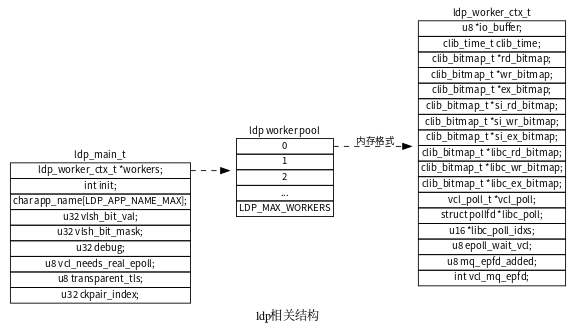 ldp_main_t
ldp_worker_ctx_t *workers;
int init;
char app_name[LDP_APP_NAME_MAX];
u32 vlsh_bit_val;
u32 vlsh_bit_mask;
u32 debug;
u8 vcl_needs_real_epoll;
u8 transparent_tls;
u32 ckpair_index;
ldp worker pool
0
1
2
...
LDP_MAX_WORKERS
内存格式
ldp_worker_ctx_t
u8 *io_buffer;
clib_time_t clib_time;
clib_bitmap_t *rd_bitmap;
clib_bitmap_t *wr_bitmap;
clib_bitmap_t *ex_bitmap;
clib_bitmap_t *si_rd_bitmap;
clib_bitmap_t *si_wr_bitmap;
clib_bitmap_t *si_ex_bitmap;
clib_bitmap_t *libc_rd_bitmap;
clib_bitmap_t *libc_wr_bitmap;
clib_bitmap_t *libc_ex_bitmap;
vcl_poll_t *vcl_poll;
struct pollfd *libc_poll;
u16 *libc_poll_idxs;
u8 epoll_wait_vcl;
u8 mq_epfd_added;
int vcl_mq_epfd;
ldp相关结构